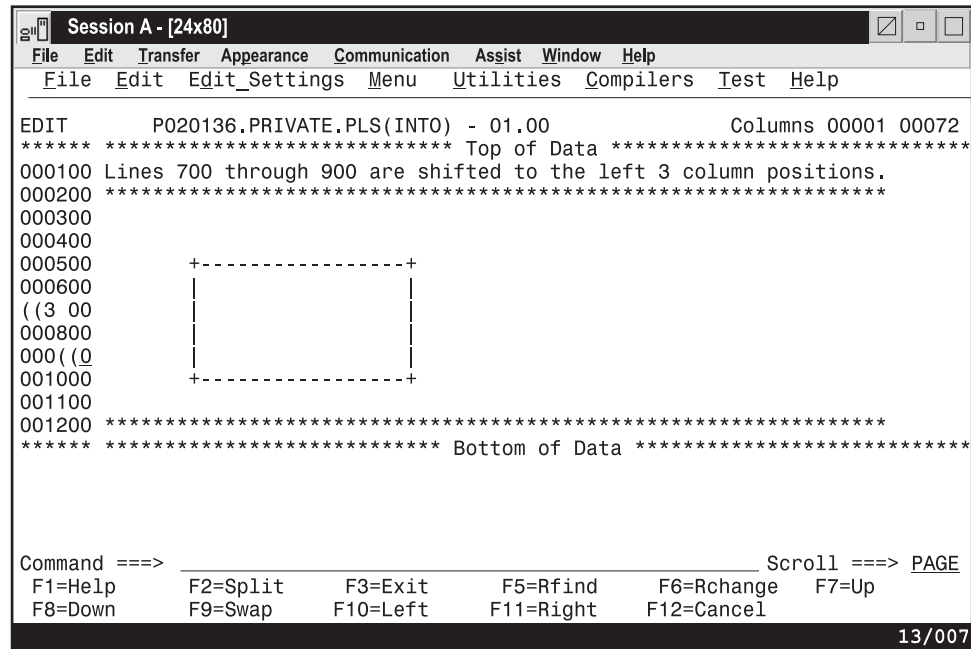 Session A - [24x80]
File Edit Transfer Appearance Communication Assist Window Help
File Edit Edit_Settings Menu Utilities Compilers Test Help
EDIT P020136.PRIVATE.PLS(INTO) - 01.00 Columns 00001 00072
****** ***************************** Top of Data ******************************
000100 Lines 700 through 900 are shifted to the left 3 column positions.
000200 *****************************************************************
000300
000400
000500 +-----------------+
000600 | |
((3 00 | |
000800 | |
000((0 | |
001000 +-----------------+
001100
001200 *****************************************************************
****** **************************** Bottom of Data ****************************
Command ===> Scroll ===> PAGE
F1=Help F2=Split F3=Exit F5=Rfind F6=Rchange F7=Up
F8=Down F9=Swap F10=Left F11=Right F12=Cancel
13/007